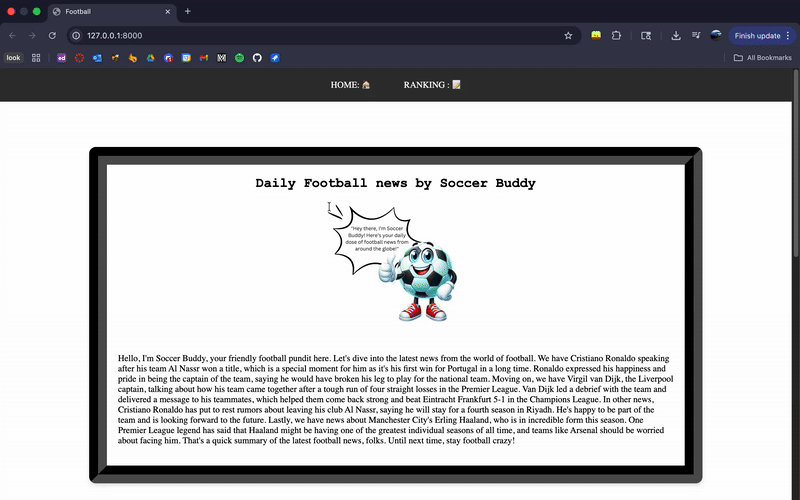 Football
127.0.0.1:8000
Finish update
look
All Bookmarks
HOME: 🏠
RANKING : 📝
Daily Football news by Soccer Buddy
"Hey there, I'm Soccer
Buddy! Here's your daily
dose of football news from
around the globe!"
Hello, I'm Soccer Buddy, your friendly football pundit here. Let's dive into the latest news from the world of football. We have Cristiano Ronaldo speaking
after his team Al Nassr won a title, which is a special moment for him as it's his first win for Portugal in a long time. Ronaldo expressed his happiness and
pride in being the captain of the team, saying he would have broken his leg to play for the national team. Moving on, we have Virgil van Dijk, the Liverpool
captain, talking about how his team came together after a tough run of four straight losses in the Premier League. Van Dijk led a debrief with the team and
delivered a message to his teammates, which helped them come back strong and beat Eintracht Frankfurt 5-1 in the Champions League. In other news,
Cristiano Ronaldo has put to rest rumors about leaving his club Al Nassr, saying he will stay for a fourth season in Riyadh. He's happy to be part of the
team and is looking forward to the future. Lastly, we have news about Manchester City's Erling Haaland, who is in incredible form this season. One
Premier League legend has said that Haaland might be having one of the greatest individual seasons of all time, and teams like Arsenal should be worried
about facing him. That's a quick summary of the latest football news, folks. Until next time, stay football crazy!